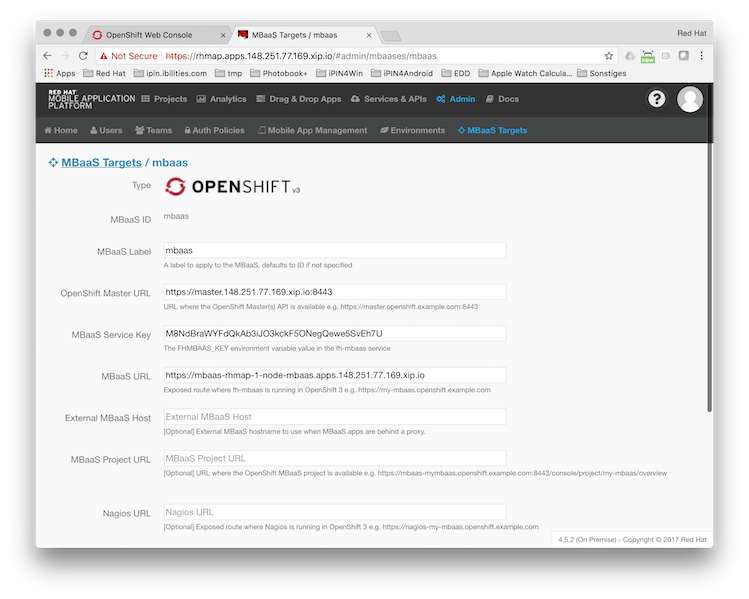 OpenShift Web Console
MBaaS Targets / mbaas
Red Hat
Not Secure https://rhmap.apps.148.251.77.169.xip.io/#admin/mbaases/mbaas
new
Apps Red Hat ipin.ibilities.com tmp Photobook+ iPIN4Win iPIN4Android EDD Apple Watch Calcula... Sonstiges
RED HAT
MOBILE APPLICATION
PLATFORM
Projects Analytics Drag & Drop Apps Services & APIs Admin Docs ?
Home Users Teams Auth Policies Mobile App Management Environments MBaaS Targets
MBaaS Targets / mbaas
Type OPENSHIFT v3
MBaaS ID mbaas
MBaaS Label mbaas
A label to apply to the MBaaS, defaults to ID if not specified
OpenShift Master URL https://master.148.251.77.169.xip.io:8443
URL where the OpenShift Master(s) API is available e.g. https://master.openshift.example.com:8443
MBaaS Service Key M8NdBraWYFdQkAb3iJO3kckF5ONegQewe5SvEh7U
The FHMBAAS_KEY environment variable value in the fh-mbaas service
MBaaS URL https://mbaas-rhmap-1-node-mbaas.apps.148.251.77.169.xip.io
Exposed route where fh-mbaas is running in OpenShift 3 e.g. https://my-mbaas.openshift.example.com
External MBaaS Host External MBaaS Host
[Optional] External MBaaS hostname to use when MBaaS apps are behind a proxy.
MBaaS Project URL MBaaS Project URL
[Optional] URL where the OpenShift MBaaS project is available e.g. https://mbaas-mymbaas.openshift.example.com:8443/console/project/my-mbaas/overview
Nagios URL Nagios URL
[Optional] Exposed route where Nagios is running in OpenShift 3 e.g. https://nagios-my-mbaas.openshift.example.com
4.5.2 (On Premise) - Copyright © 2017 Red Hat